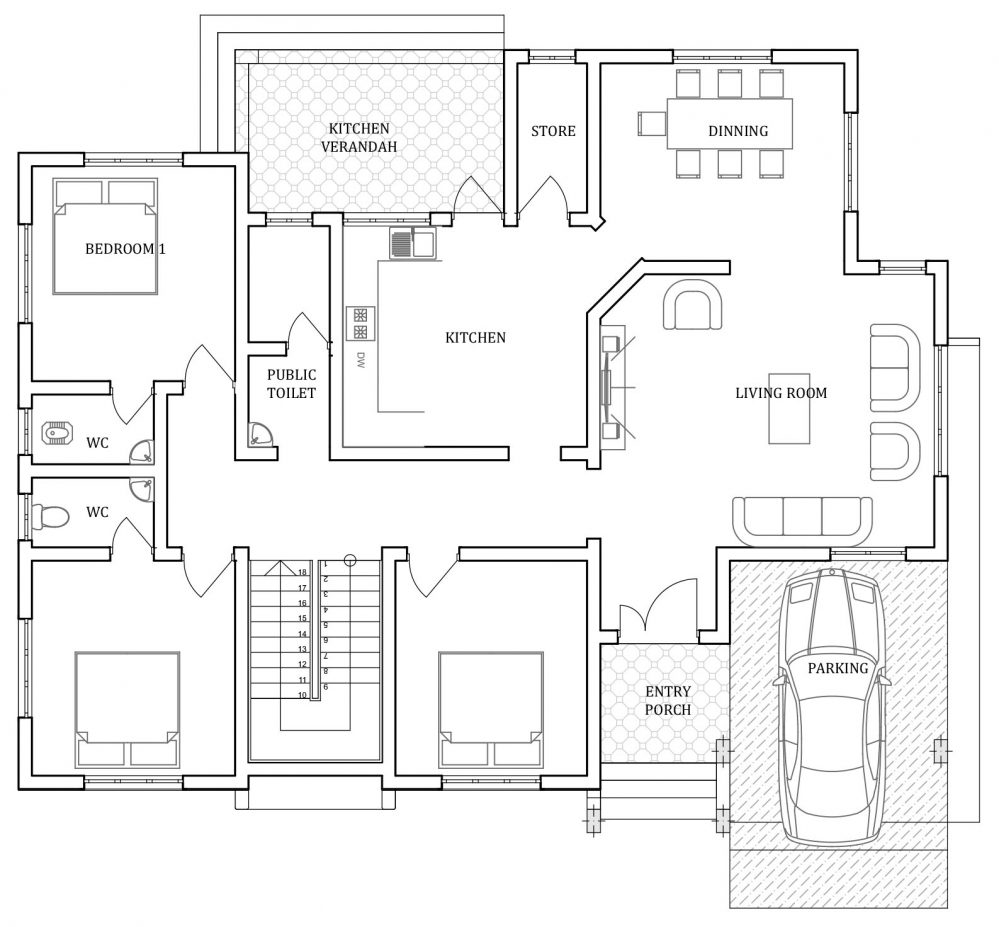 KITCHEN
VERANDAH
STORE
DINNING
BEDROOM 1
KITCHEN
DW
PUBLIC
TOILET
LIVING ROOM
WC
WC
18
17
16
15
14
13
12
11
10
1
2
3
4
5
6
7
8
9
PARKING
ENTRY
PORCH